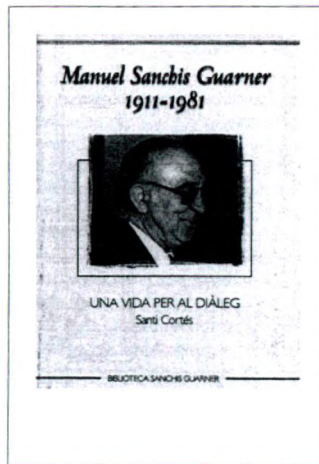 Manuel Sanchis Guarner
1911-1981
UNA VIDA PER AL DIÀLEG
Santi Cortés
BIBLIOTECA SANCHIS GUARNER